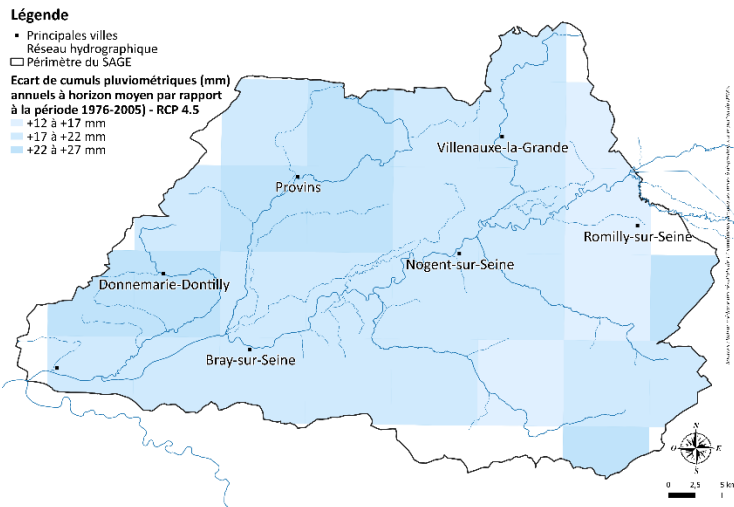 Légende
Principales villes
Réseau hydrographique
Périmètre du SAGE
Ecart de cumuls pluviométriques (mm)
annuels à horizon moyen par rapport
à la période 1976-2005) - RCP 4.5
+12 à +17 mm
+17 à +22 mm
+22 à +27 mm
Villenauxe-la-Grande
Provins
Romilly-sur-Seine
Nogent-sur-Seine
Donnemarie-Dontilly
Bray-sur-Seine
N
O
E
S
0 2,5 5 km